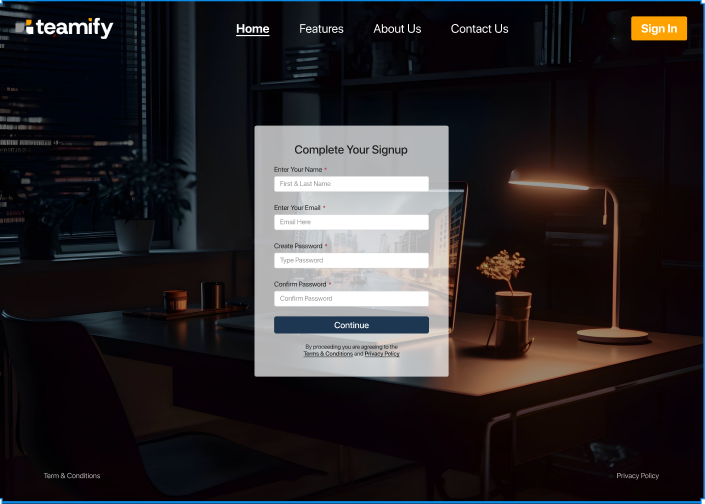 teamify
Home Features About Us Contact Us Sign In
Complete Your Signup
Enter Your Name *
First & Last Name
Enter Your Email *
Email Here
Create Password *
Type Password
Confirm Password *
Confirm Password
Continue
By proceeding you are agreeing to the
Terms & Conditions and Privacy Policy
Term & Conditions Privacy Policy